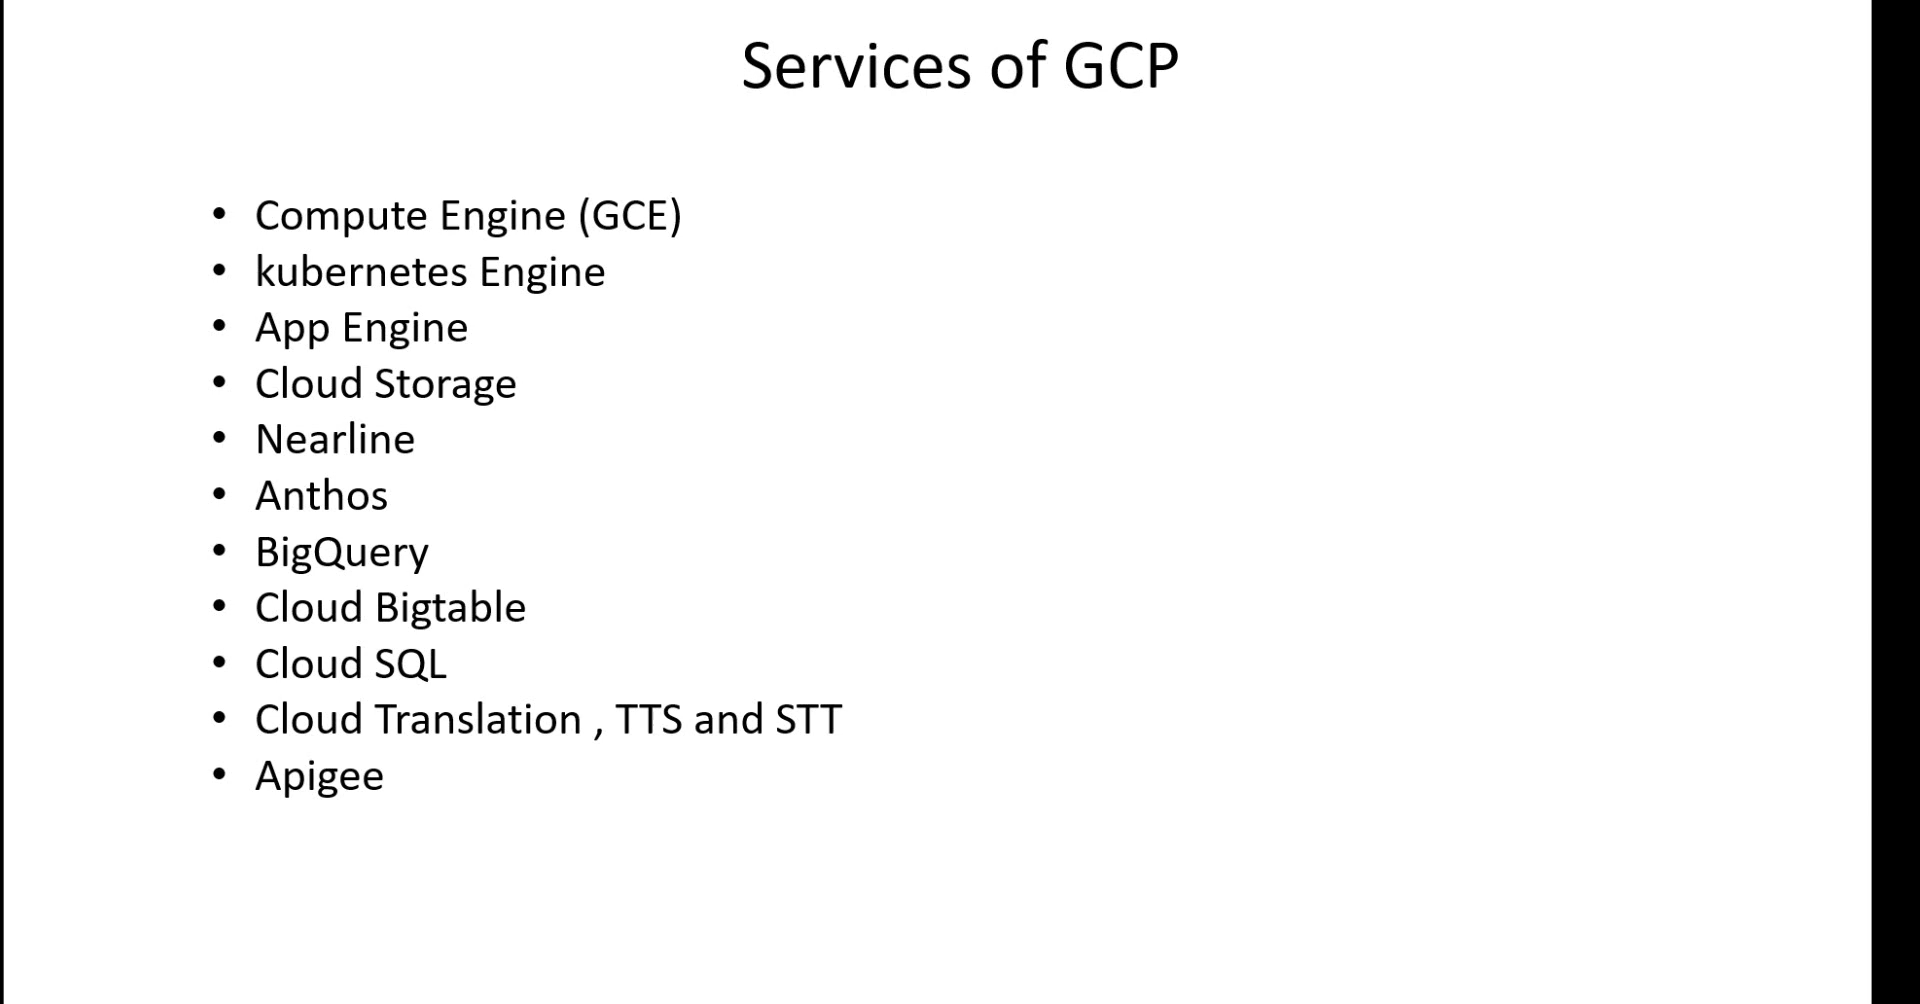 Services of GCP
• Compute Engine (GCE)
• kubernetes Engine
• App Engine
• Cloud Storage
• Nearline
• Anthos
• BigQuery
• Cloud Bigtable
• Cloud SQL
• Cloud Translation , TTS and STT
• Apigee